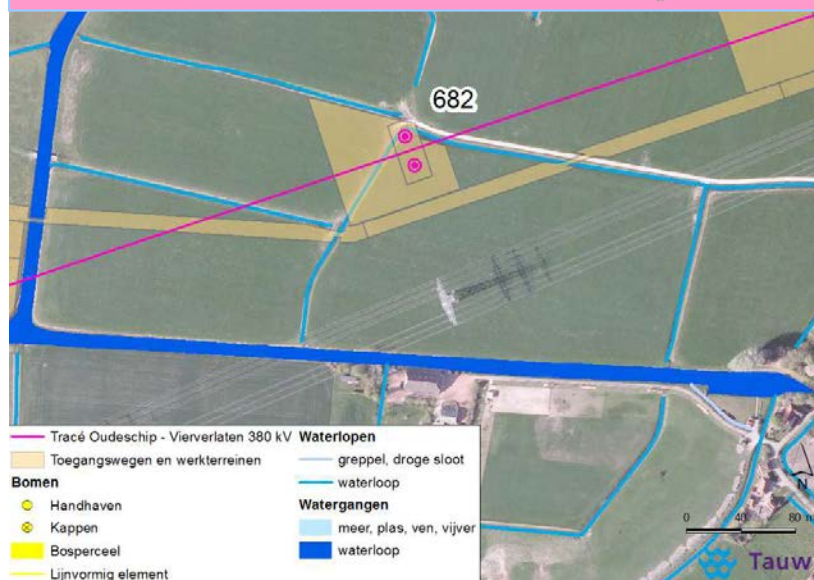 682
Tracé Oudeschip - Vierverlaten 380 kV
Toegangswegen en werkterreinen
Bomen
Handhaven
Kappen
Bosperceel
Lijnvormig element
Waterlopen
greppel, droge sloot
waterloop
Watergangen
meer, plas, ven, vijver
waterloop
N
0 40 80 m
Tauw